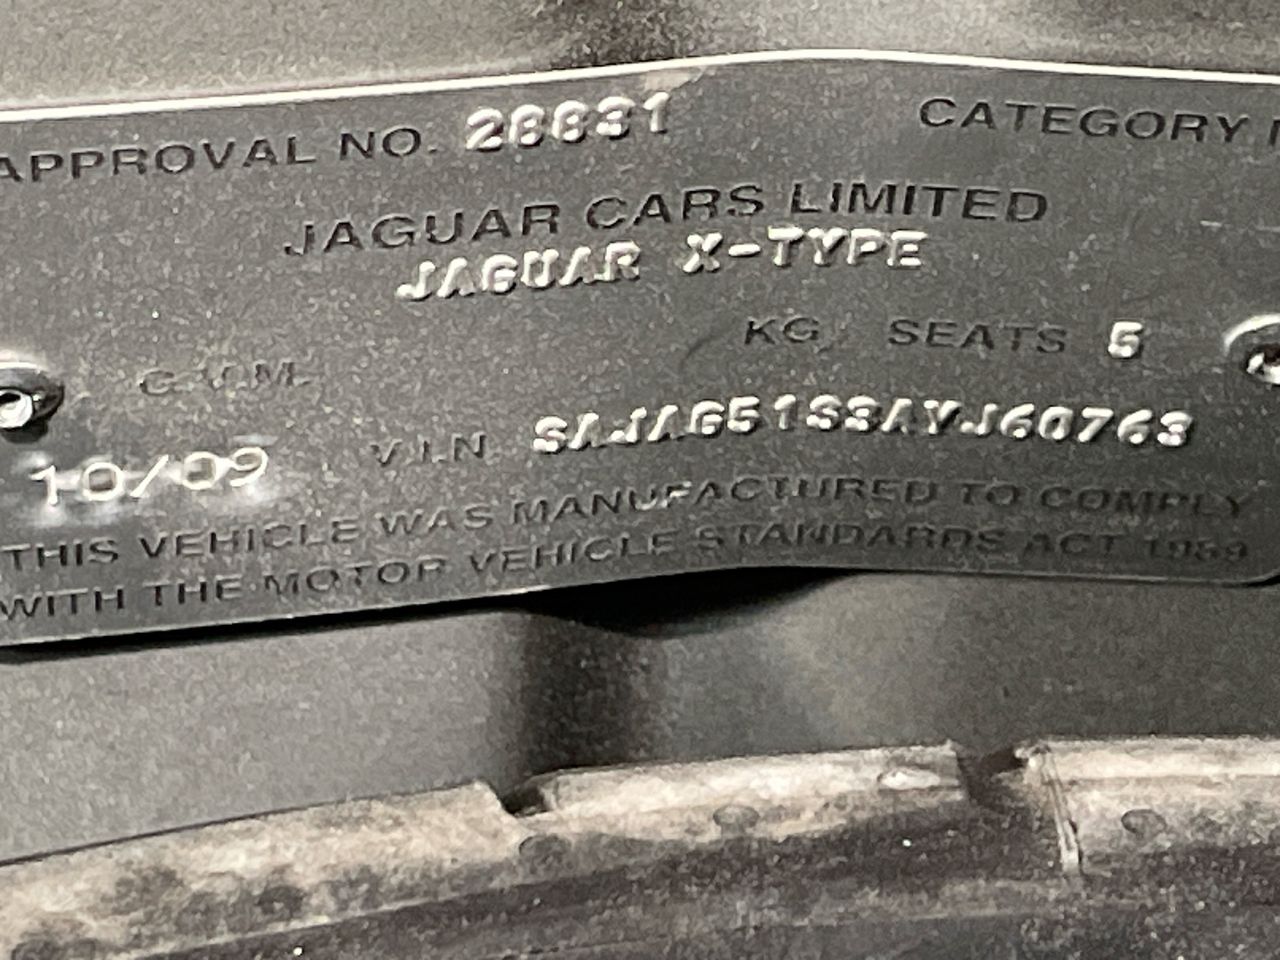 APPROVAL NO. 28831 CATEGORY
JAGUAR CARS LIMITED
JAGUAR X-TYPE
G.V.M. KG SEATS 5
10/09 V.I.N. SAJAG51S3AYJ60763
THIS VEHICLE WAS MANUFACTURED TO COMPLY
WITH THE MOTOR VEHICLE STANDARDS ACT 1989